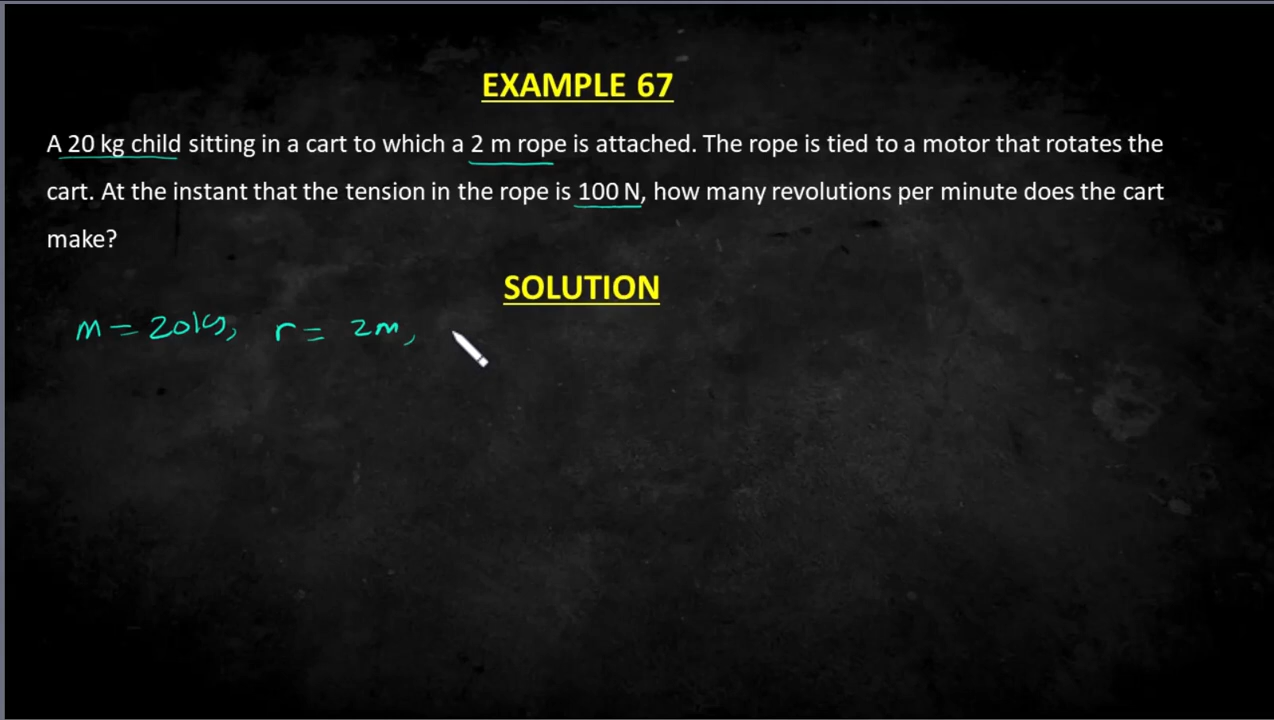 EXAMPLE 67
A 20 kg child sitting in a cart to which a 2 m rope is attached. The rope is tied to a motor that rotates the
cart. At the instant that the tension in the rope is 100 N, how many revolutions per minute does the cart
make?
SOLUTION
m = 20kg, r = 2m,